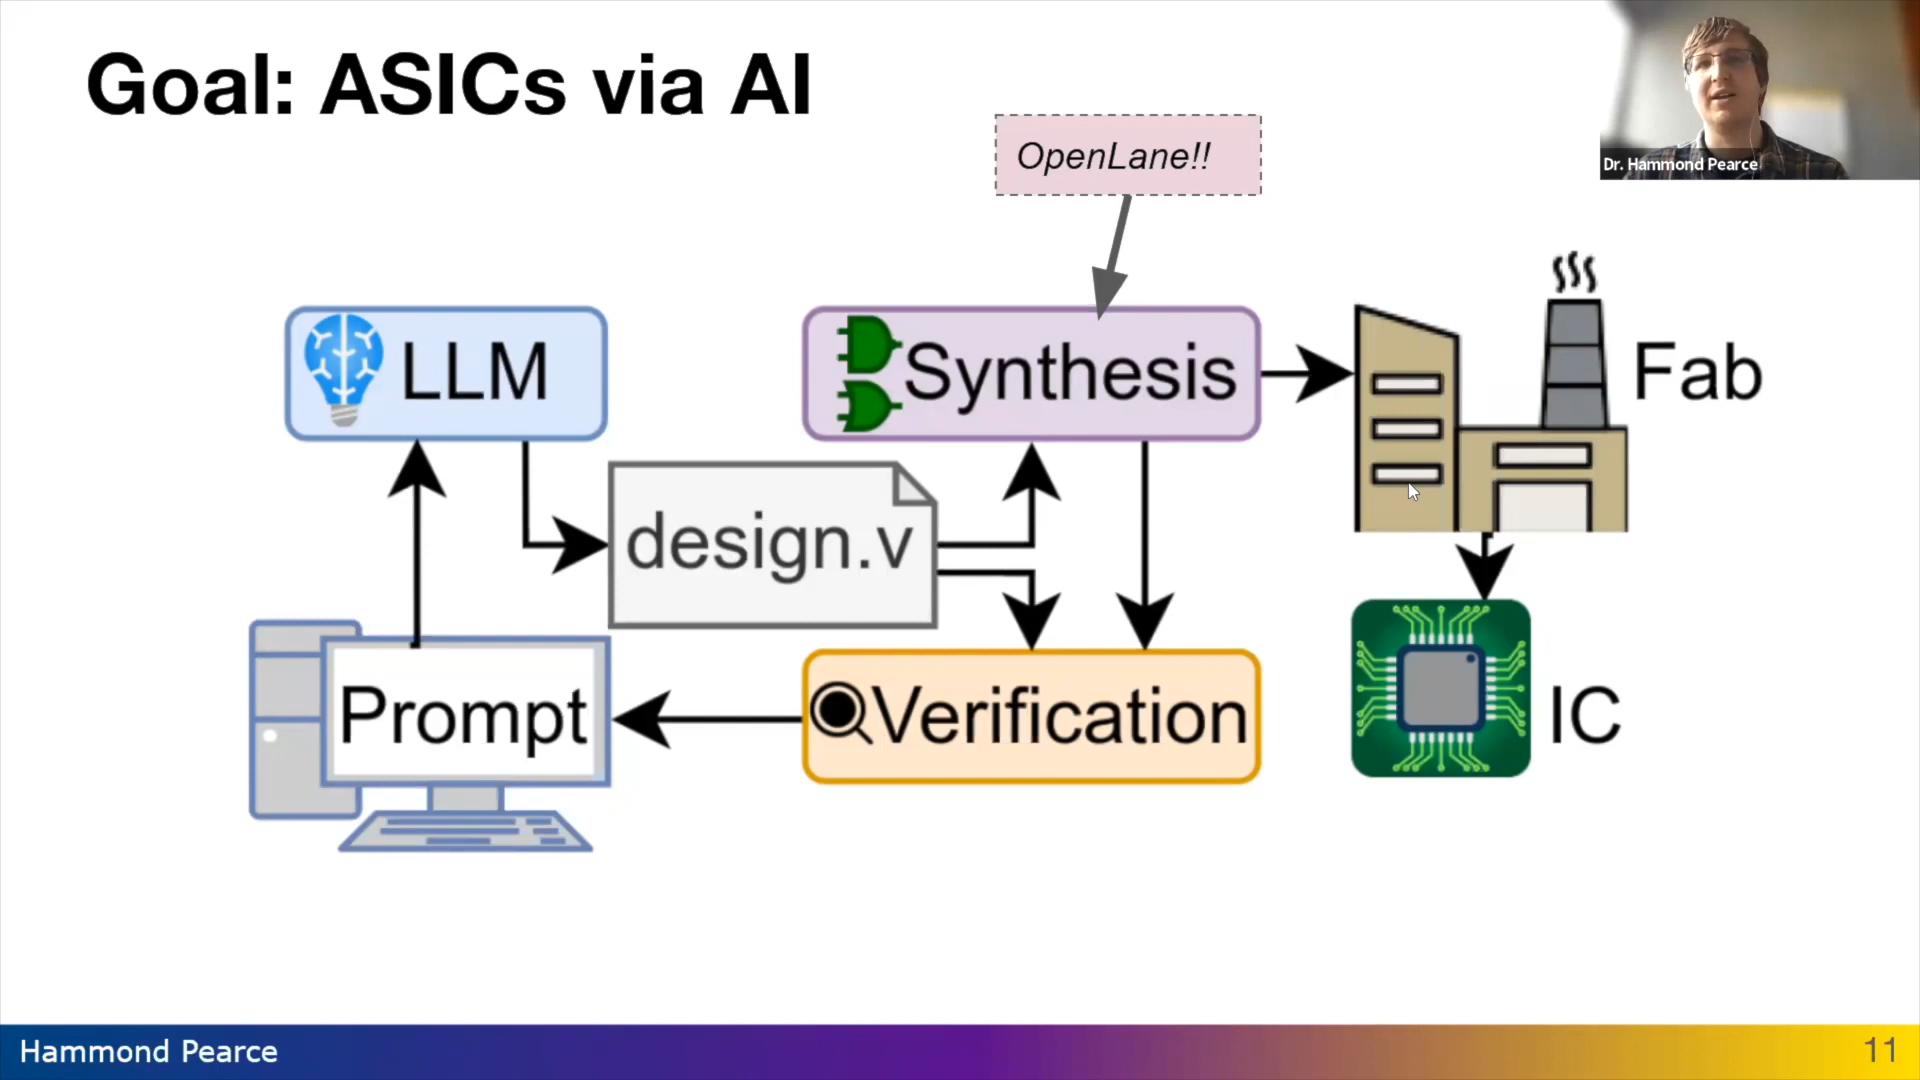 Goal: ASICs via AI
Dr. Hammond Pearce
OpenLane!!
LLM
Synthesis
Fab
design.v
Prompt
Verification
IC
Hammond Pearce
11